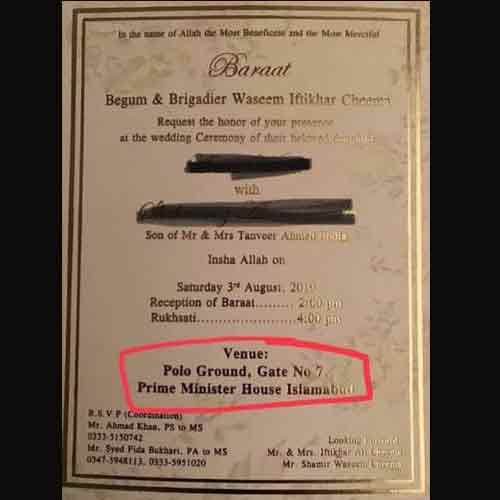 In the name of Allah the Most Beneficent and the Most Merciful
Baraat
Begum & Brigadier Waseem Iftikhar Cheema
Request the honor of your presence
at the wedding Ceremony of their beloved daughter
with
Son of Mr & Mrs Tanveer Ahmed
Insha Allah on
Saturday 3rd August, 2019
Reception of Baraat......... 2:00 pm
Rukhsati.......................4:00 pm
Venue:
Polo Ground, Gate No 7,
Prime Minister House Islamabad
R.S.V.P (Coordination)
Mr. Ahmad Khan, PS to MS
0333-5150742
Mr. Syed Fida Bukhari, PA to MS
0347-5948113, 0333-5951020
Looking Forward:
Mr. & Mrs. Iftikhar Ali Cheema
Mr. Shamir Waseem Cheema